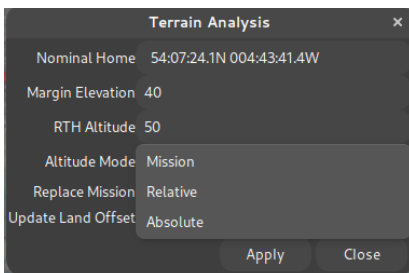 Terrain Analysis ×
Nominal Home 54:07:24.1N 004:43:41.4W
Margin Elevation 40
RTH Altitude 50
Altitude Mode Mission
Replace Mission Relative
Update Land Offset Absolute
Apply Close